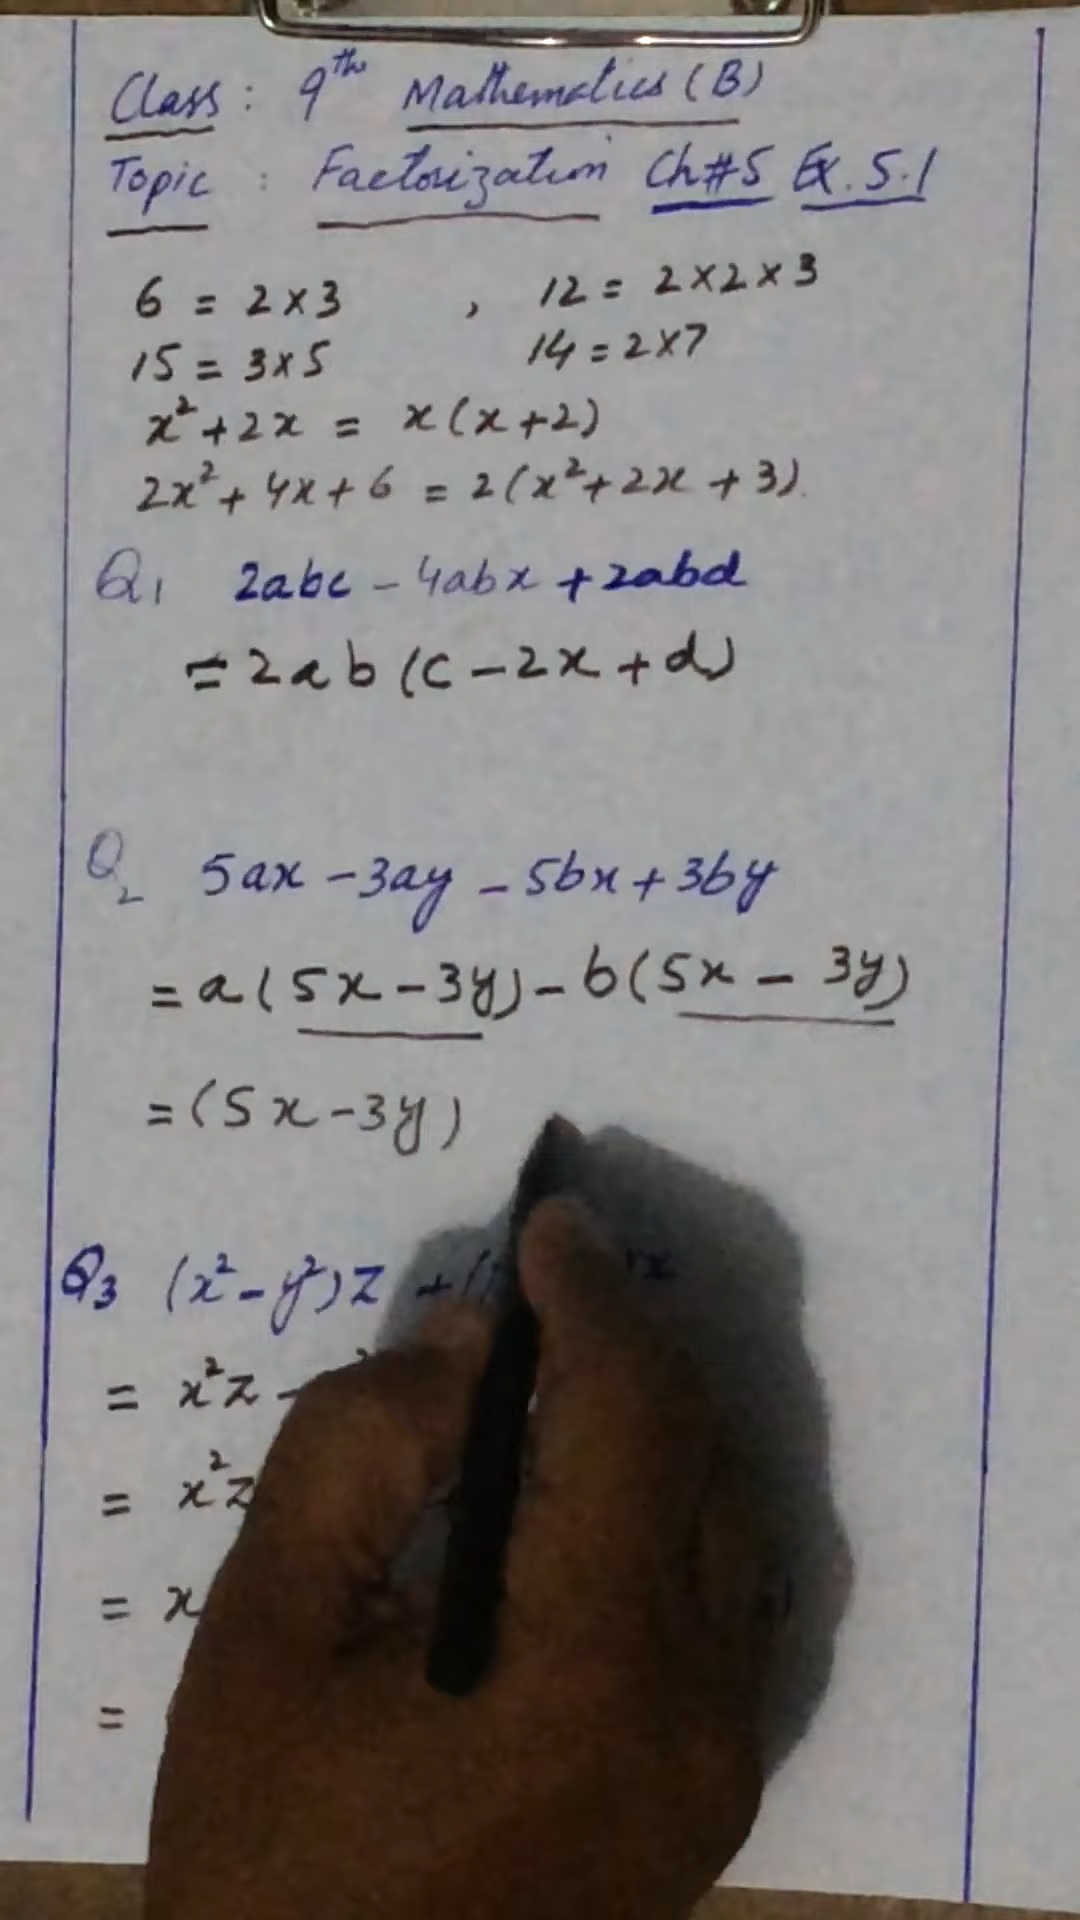 Class : 9th Mathematics (B)
Topic : Factorization Ch#5 Ex. 5.1
6 = 2×3 , 12 = 2×2×3
15 = 3×5 14 = 2×7
x²+2x = x(x+2)
2x²+4x+6 = 2(x²+2x+3)
Q1 2abc - 4abx + 2abd
= 2ab(c-2x+d)
Q2 5ax - 3ay - 5bx + 3by
= a(5x-3y) - b(5x - 3y)
= (5x-3y)
Q3 (x²-y²)z + (y x
= x²z -
= x²z
= x
=